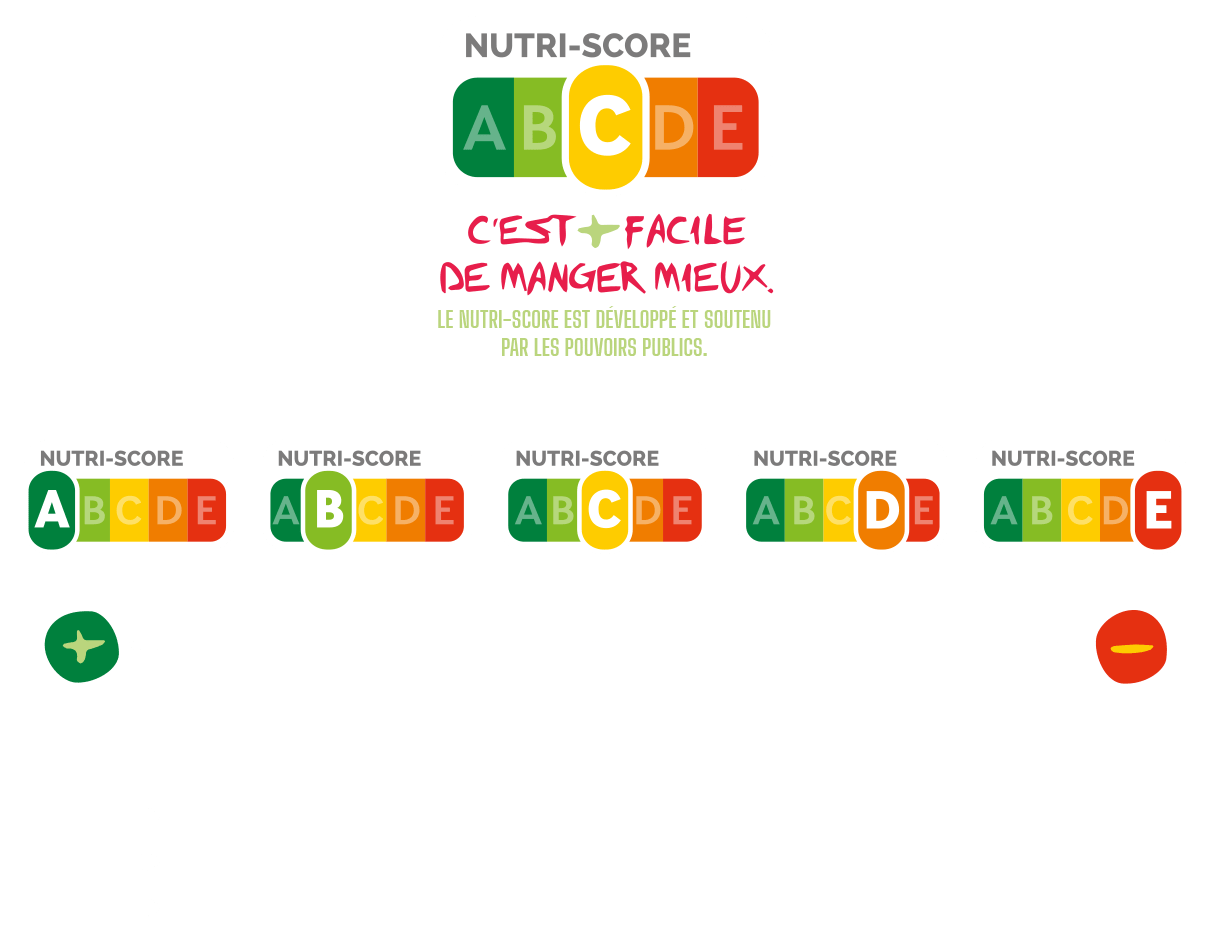 NUTRI-SCORE
A B C D E
C'EST + FACILE
DE MANGER MIEUX.
LE NUTRI-SCORE EST DÉVELOPPÉ ET SOUTENU
PAR LES POUVOIRS PUBLICS.
NUTRI-SCORE
A B C D E
NUTRI-SCORE
A B C D E
NUTRI-SCORE
A B C D E
NUTRI-SCORE
A B C D E
NUTRI-SCORE
A B C D E
+
−